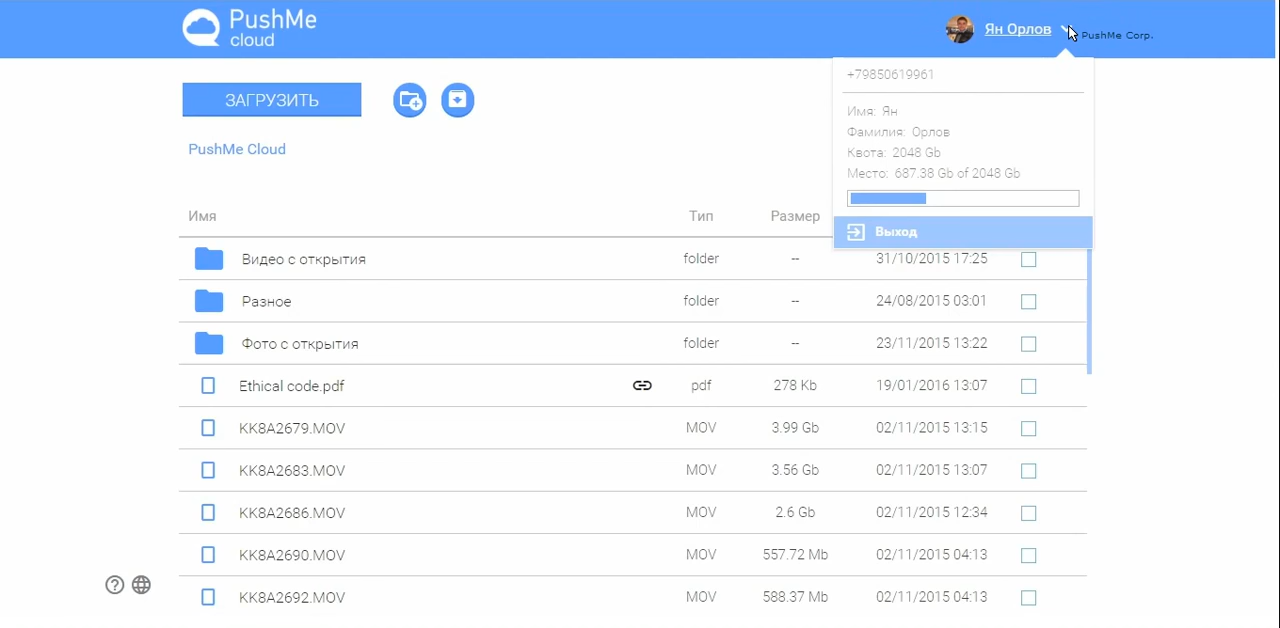 PushMe
cloud
Ян Орлов
PushMe Corp.
+79850619961
Имя: Ян
Фамилия: Орлов
Квота: 2048 Gb
Место: 687.38 Gb of 2048 Gb
Выход
ЗАГРУЗИТЬ
PushMe Cloud
Имя Тип Размер
Видео с открытия folder -- 31/10/2015 17:25
Разное folder -- 24/08/2015 03:01
Фото с открытия folder -- 23/11/2015 13:22
Ethical code.pdf pdf 278 Kb 19/01/2016 13:07
KK8A2679.MOV MOV 3.99 Gb 02/11/2015 13:15
KK8A2683.MOV MOV 3.56 Gb 02/11/2015 13:07
KK8A2686.MOV MOV 2.6 Gb 02/11/2015 12:34
KK8A2690.MOV MOV 557.72 Mb 02/11/2015 04:13
KK8A2692.MOV MOV 588.37 Mb 02/11/2015 04:13